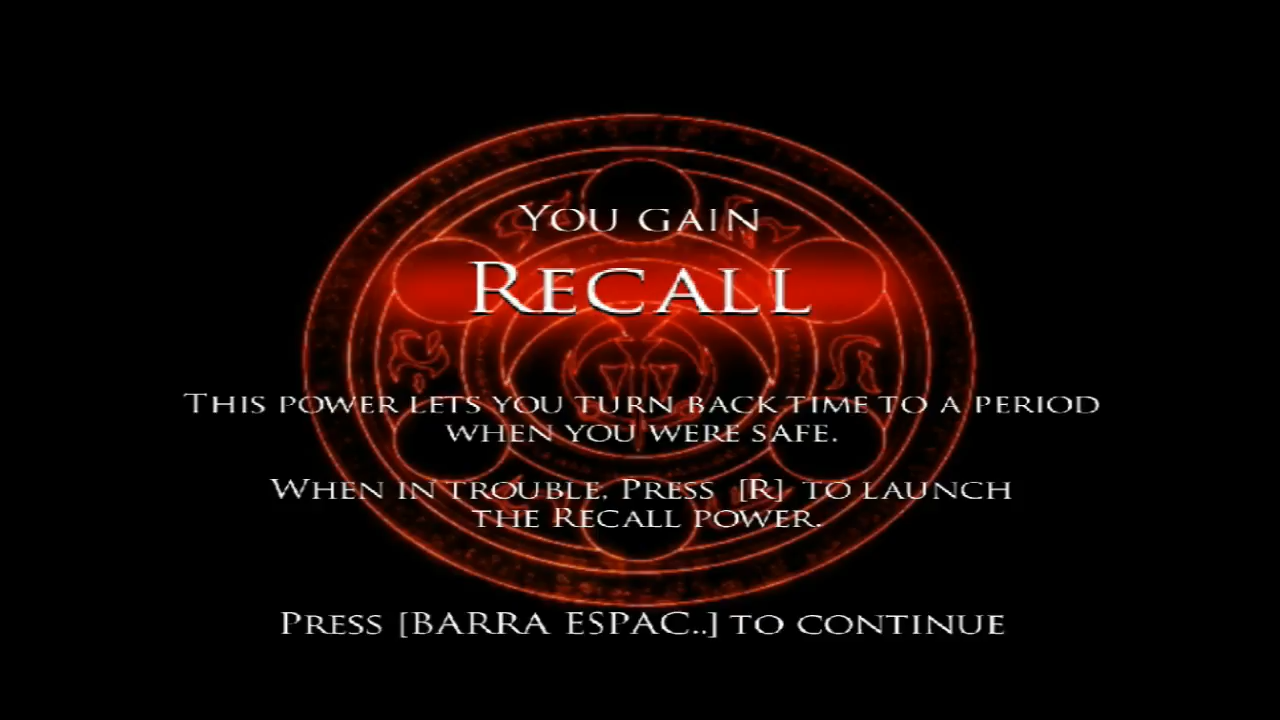 You gain
Recall
This power lets you turn back time to a period
when you were safe.
When in trouble, Press [R] to launch
the Recall power.
Press [BARRA ESPAC..] to continue